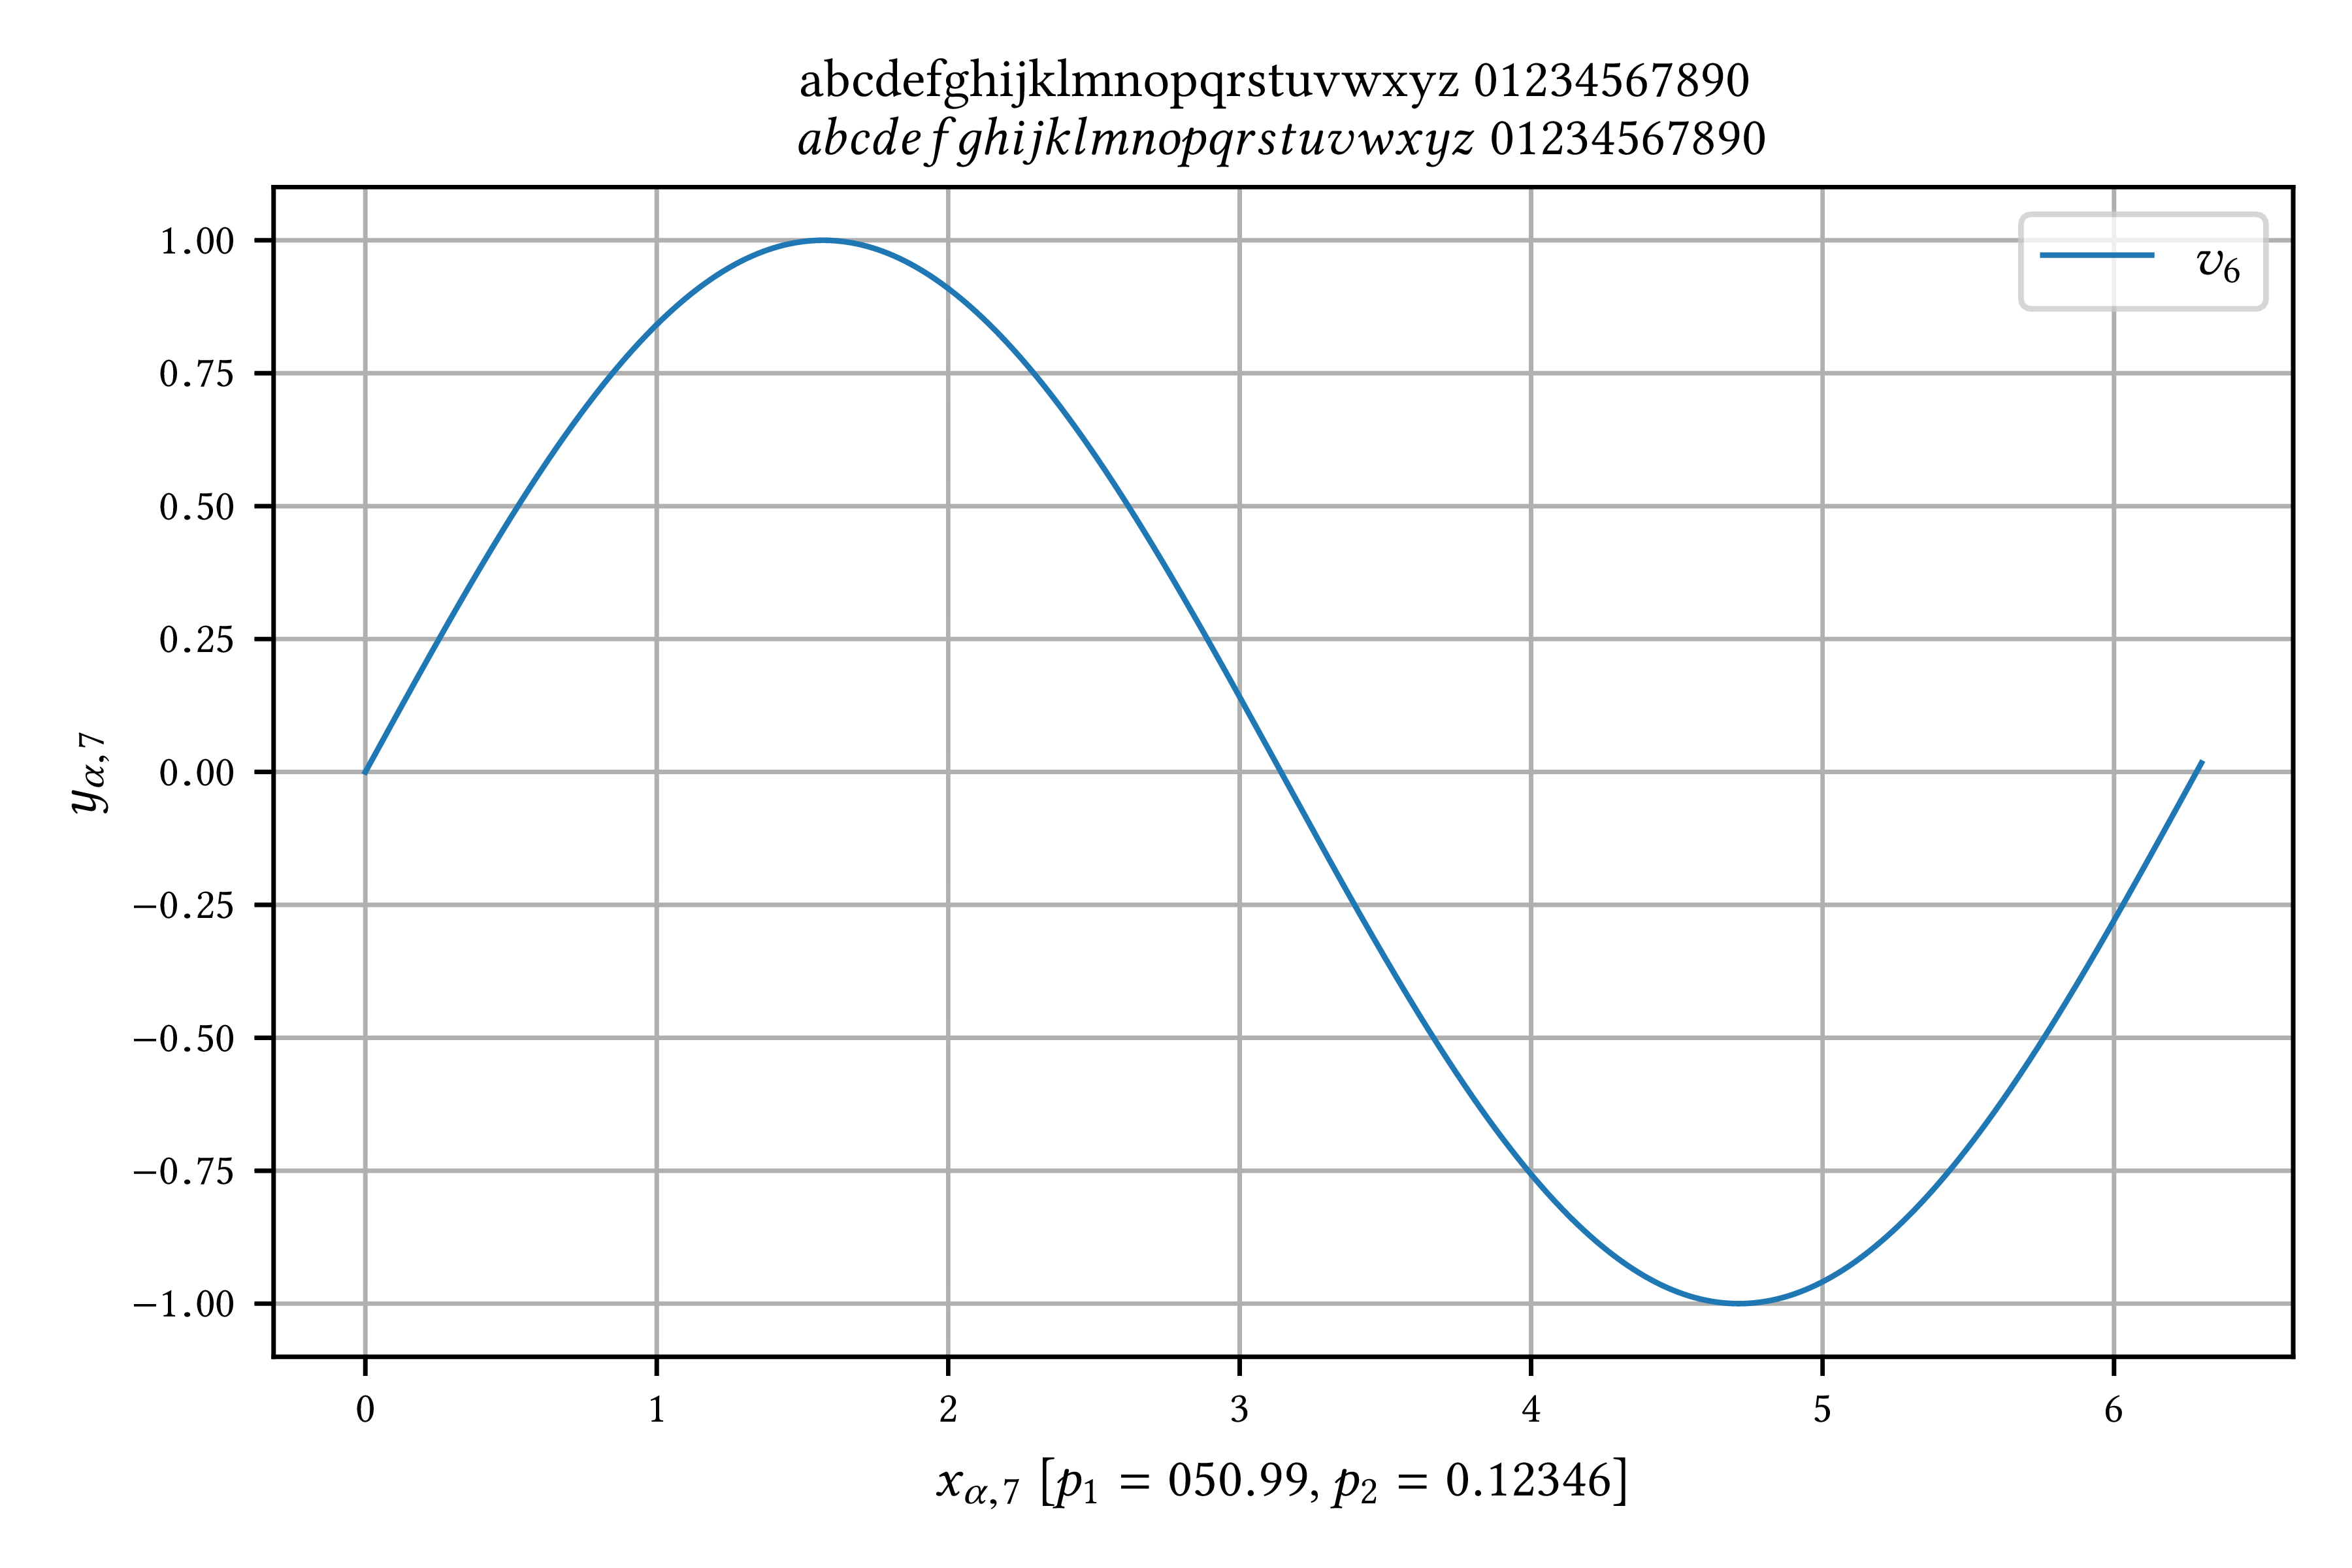 abcdefghijklmnopqrstuvwxyz 01234567890
abcdefghijklmnopqrstuvwxyz 01234567890
v₆
1.00
0.75
0.50
0.25
0.00
−0.25
−0.50
−0.75
−1.00
y_{α,7}
0 1 2 3 4 5 6
x_{α,7} [p₁ = 050.99, p₂ = 0.12346]